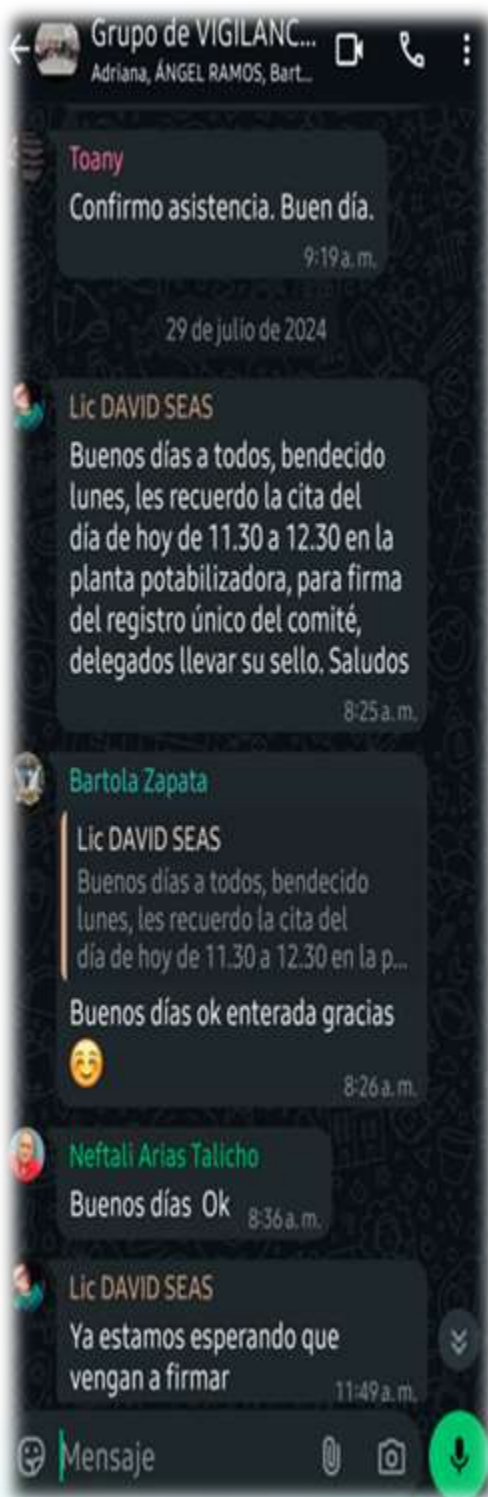 Grupo de VIGILANC...
Adriana, ÁNGEL RAMOS, Bart...
Toany
Confirmo asistencia. Buen día.
9:19 a. m.
29 de julio de 2024
Lic DAVID SEAS
Buenos días a todos, bendecido
lunes, les recuerdo la cita del
día de hoy de 11.30 a 12.30 en la
planta potabilizadora, para firma
del registro único del comité,
delegados llevar su sello. Saludos
8:25 a. m.
Bartola Zapata
Lic DAVID SEAS
Buenos días a todos, bendecido
lunes, les recuerdo la cita del
día de hoy de 11.30 a 12.30 en la p...
Buenos días ok enterada gracias
☺️
8:26 a. m.
Neftali Arias Talicho
Buenos días Ok 8:36 a. m.
Lic DAVID SEAS
Ya estamos esperando que
vengan a firmar
11:49 a. m.
Mensaje